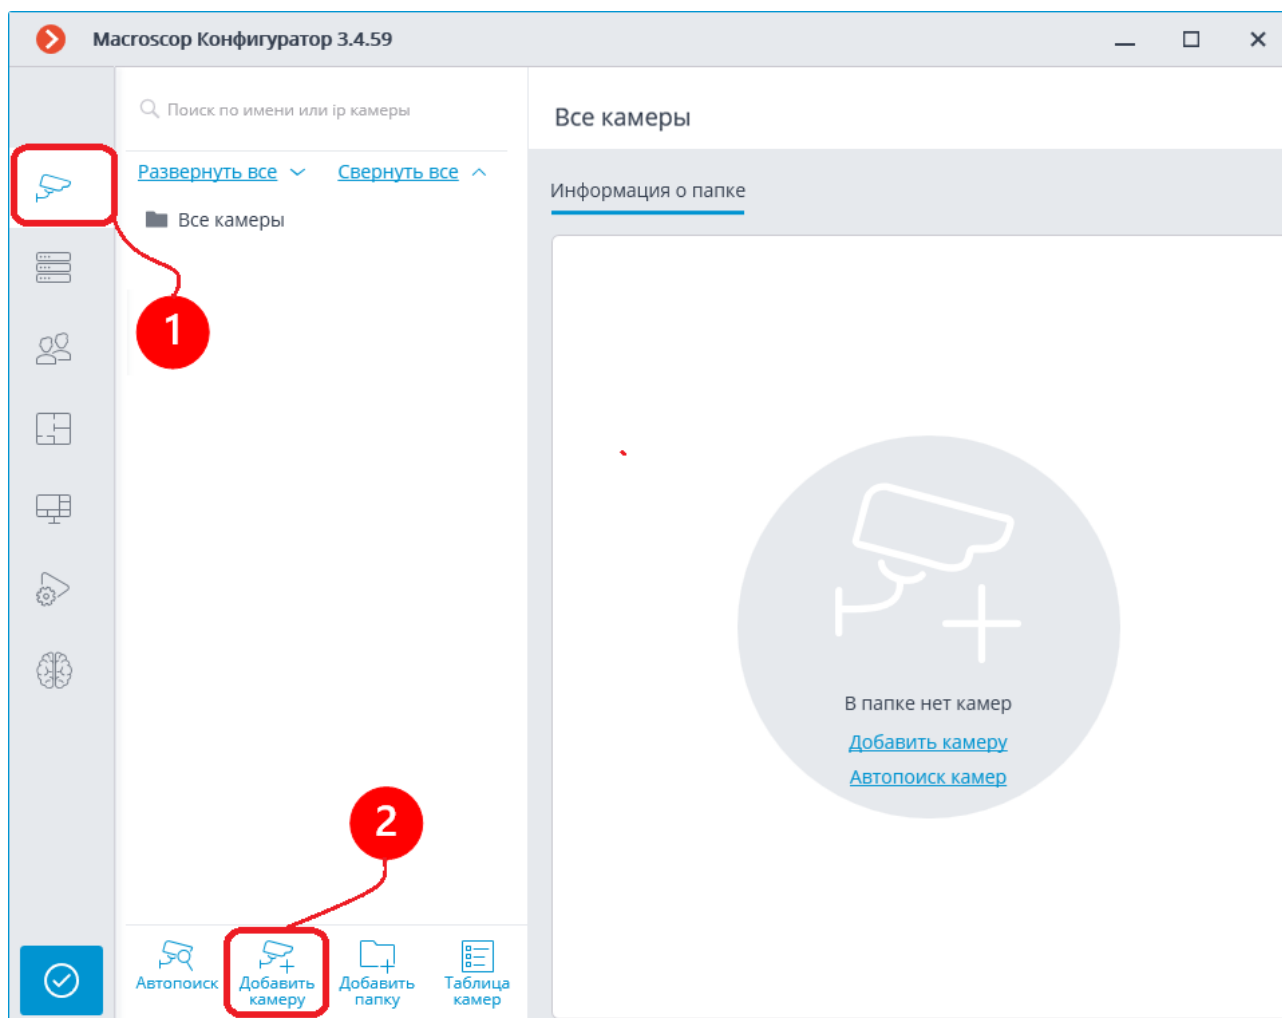 Macroscop Конфигуратор 3.4.59
Поиск по имени или ip камеры
Развернуть все
Свернуть все
Все камеры
1
2
Автопоиск
Добавить
камеру
Добавить
папку
Таблица
камер
Все камеры
Информация о папке
В папке нет камер
Добавить камеру
Автопоиск камер